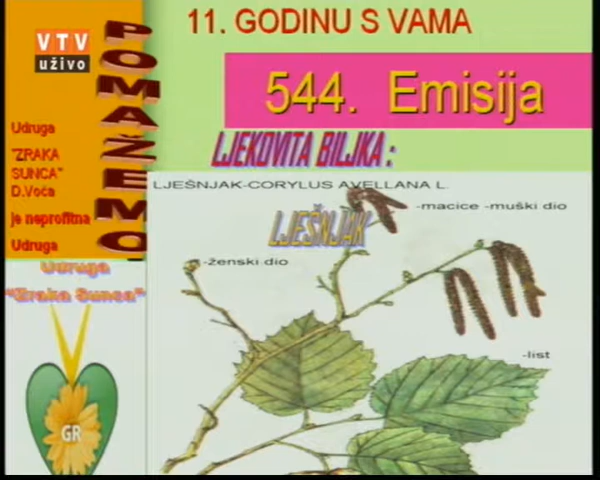 11. GODINU S VAMA
VTV
uživo
POMAŽEMO
544. Emisija
LJEKOVITA BILJKA :
Udruga
"ZRAKA
SUNCA"
D.Voća
je neprofitna
Udruga
LJEŠNJAK-CORYLUS AVELLANA L.
-macice -muški dio
LJEŠNJAK
-ženski dio
Udruga
"Zraka Sunca"
-list
GR